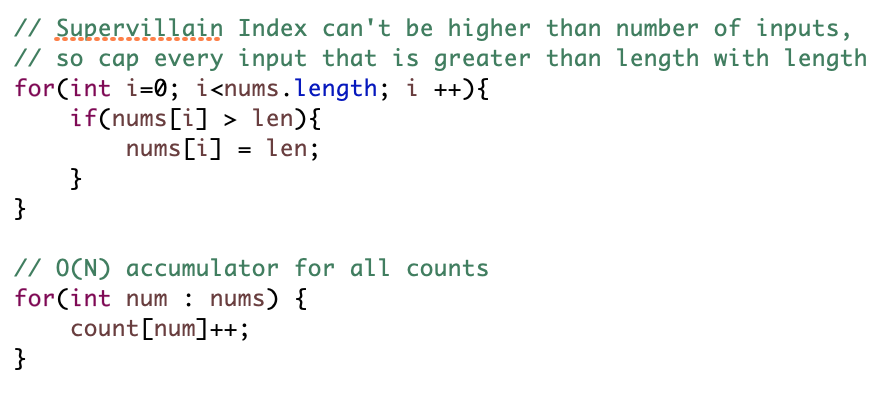 // Supervillain Index can't be higher than number of inputs,
// so cap every input that is greater than length with length
for(int i=0; i<nums.length; i ++){
    if(nums[i] > len){
        nums[i] = len;
    }
}

// O(N) accumulator for all counts
for(int num : nums) {
    count[num]++;
}